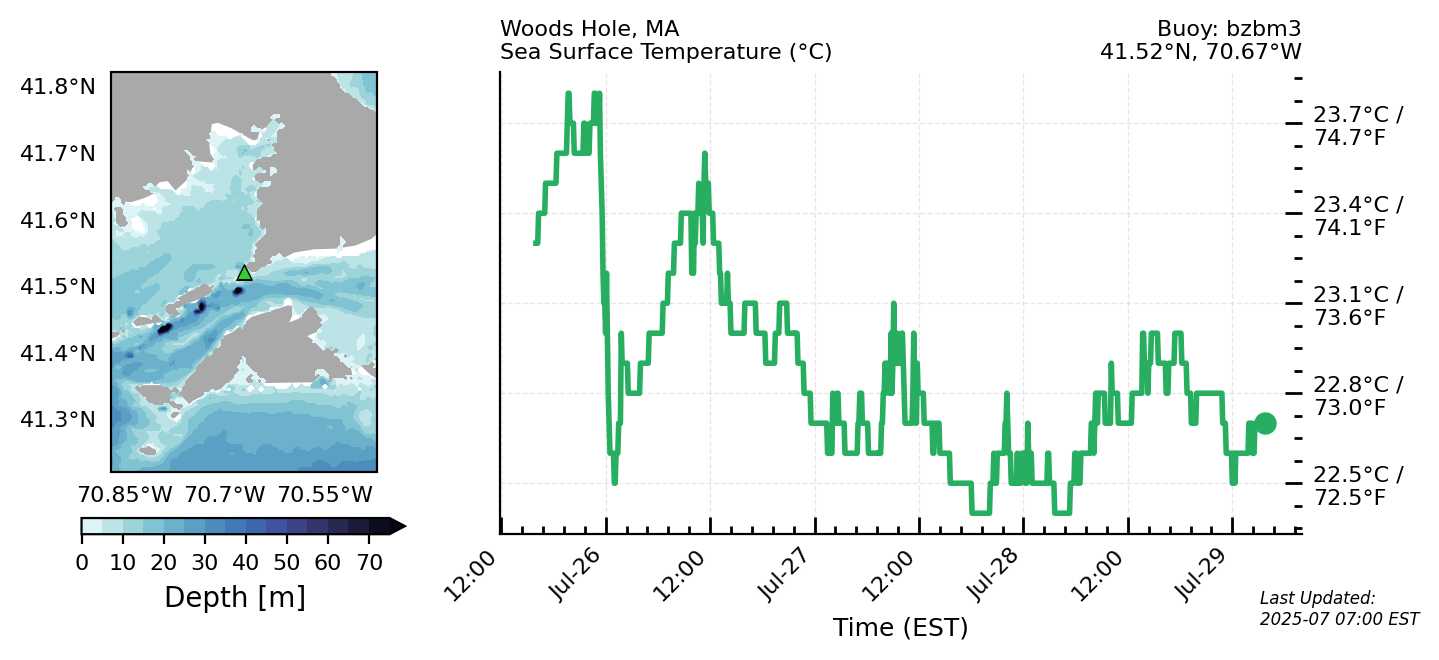 Woods Hole, MA
Sea Surface Temperature (°C)
Buoy: bzbm3
41.52°N, 70.67°W
41.8°N
41.7°N
41.6°N
41.5°N
41.4°N
41.3°N
70.85°W 70.7°W 70.55°W
0 10 20 30 40 50 60 70
Depth [m]
23.7°C /
74.7°F
23.4°C /
74.1°F
23.1°C /
73.6°F
22.8°C /
73.0°F
22.5°C /
72.5°F
12:00 Jul-26 12:00 Jul-27 12:00 Jul-28 12:00 Jul-29
Time (EST)
Last Updated:
2025-07 07:00 EST